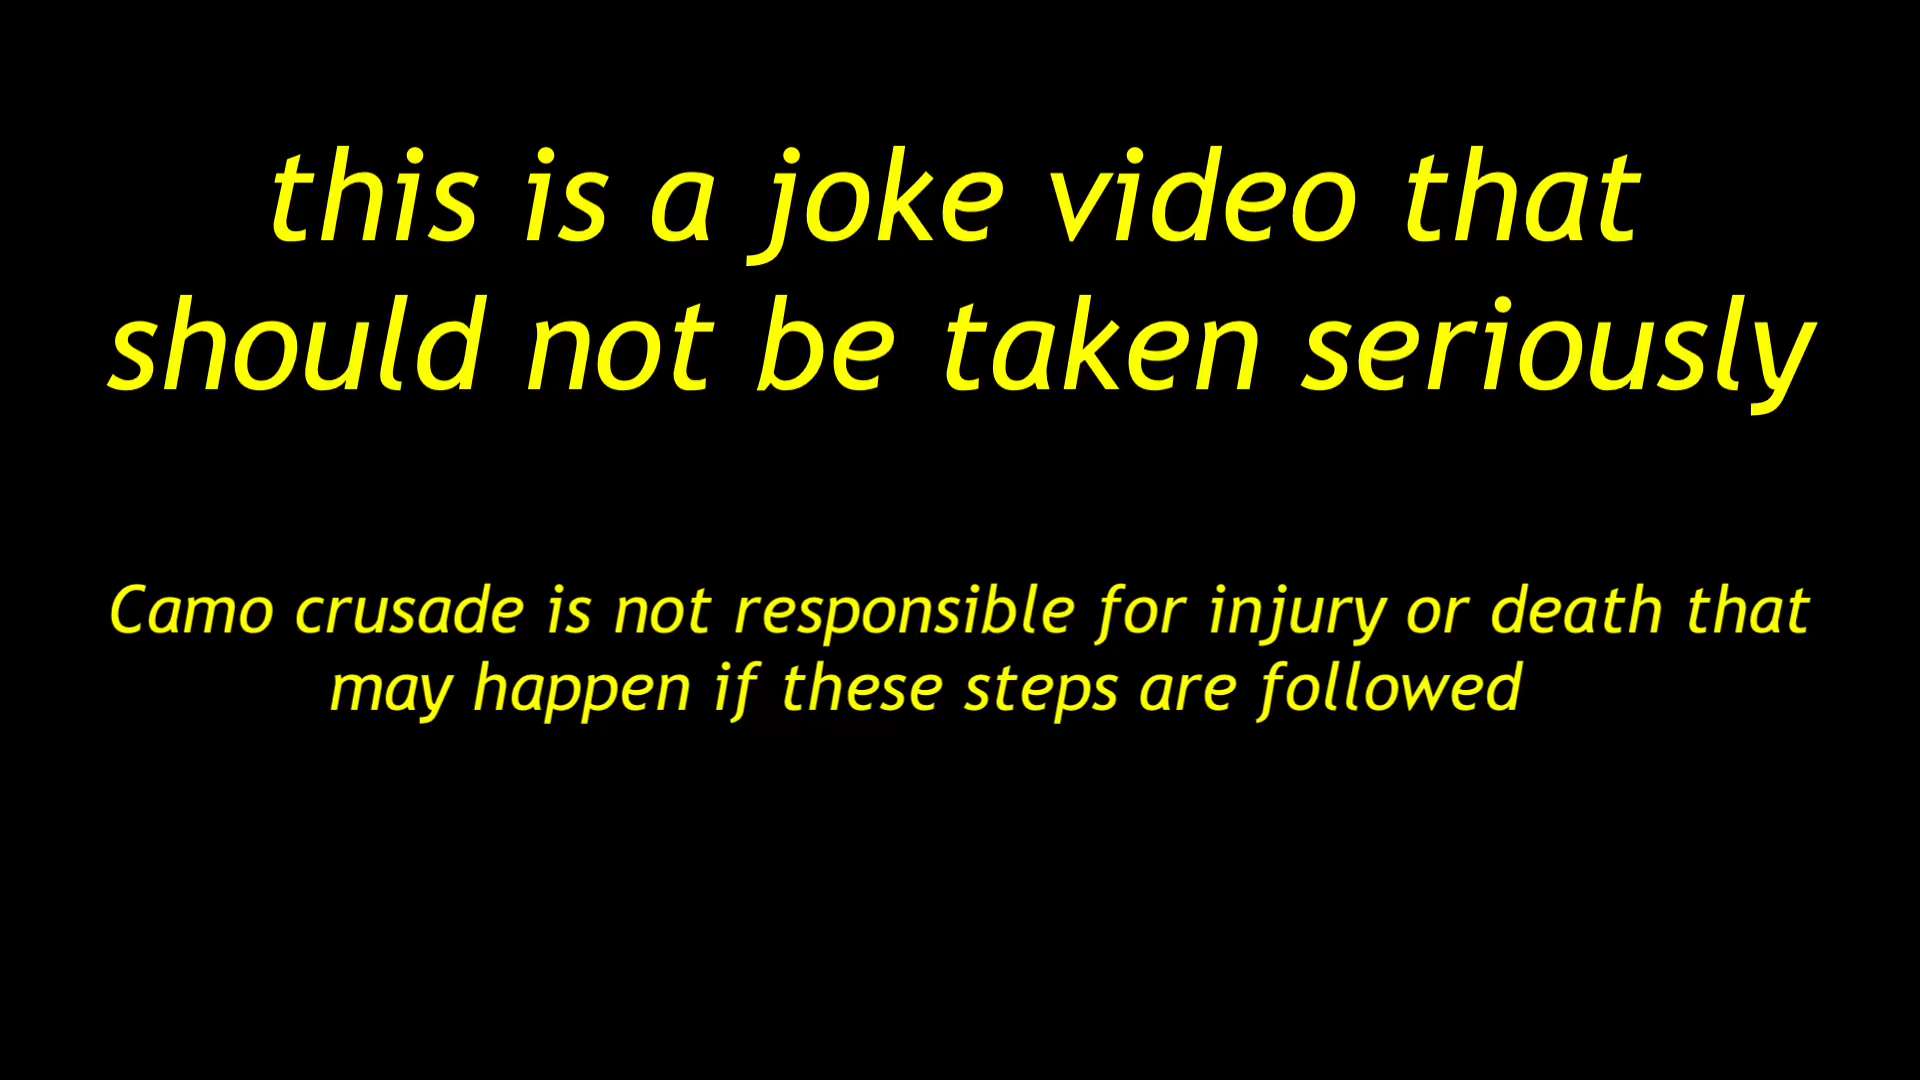 this is a joke video that
should not be taken seriously
Camo crusade is not responsible for injury or death that
may happen if these steps are followed